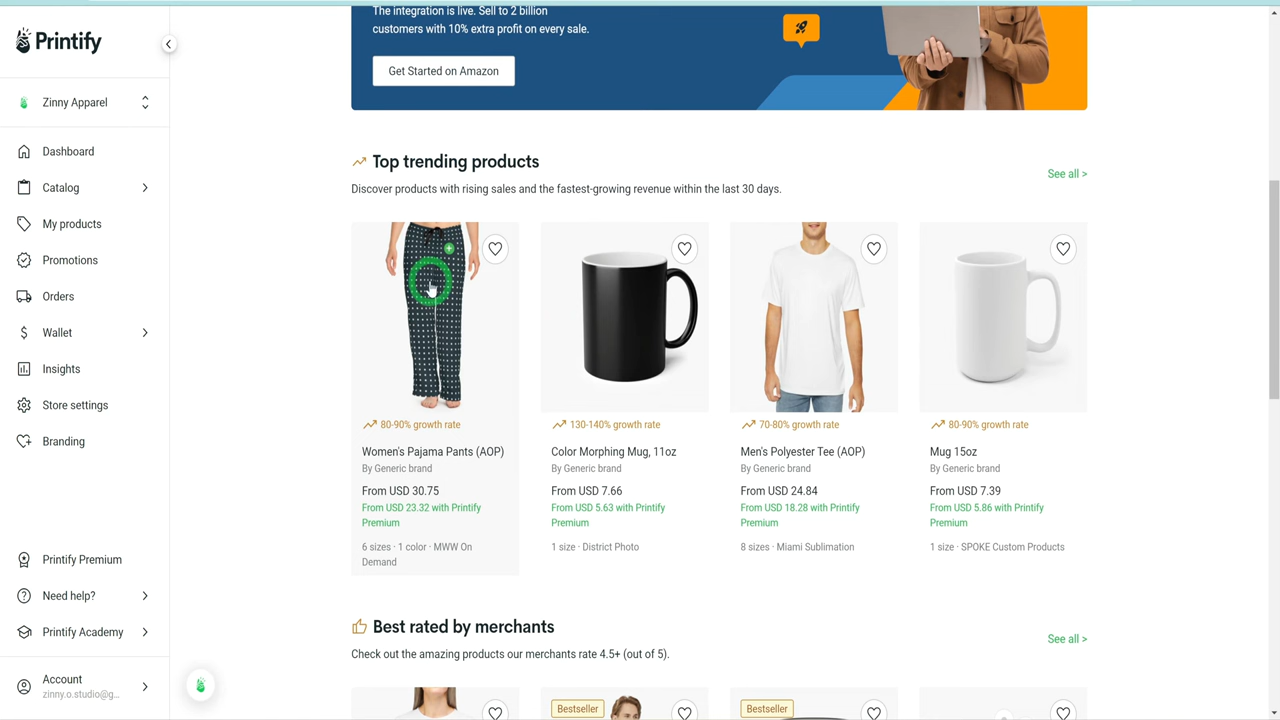 Printify
Zinny Apparel
Dashboard
Catalog
My products
Promotions
Orders
Wallet
Insights
Store settings
Branding
Printify Premium
Need help?
Printify Academy
Account
zinny.o.studio@g...
The integration is live. Sell to 2 billion
customers with 10% extra profit on every sale.
Get Started on Amazon
Top trending products
See all >
Discover products with rising sales and the fastest-growing revenue within the last 30 days.
80-90% growth rate
Women's Pajama Pants (AOP)
By Generic brand
From USD 30.75
From USD 23.32 with Printify
Premium
6 sizes · 1 color · MWW On
Demand
130-140% growth rate
Color Morphing Mug, 11oz
By Generic brand
From USD 7.66
From USD 5.63 with Printify
Premium
1 size · District Photo
70-80% growth rate
Men's Polyester Tee (AOP)
By Generic brand
From USD 24.84
From USD 18.28 with Printify
Premium
8 sizes · Miami Sublimation
80-90% growth rate
Mug 15oz
By Generic brand
From USD 7.39
From USD 5.86 with Printify
Premium
1 size · SPOKE Custom Products
Best rated by merchants
See all >
Check out the amazing products our merchants rate 4.5+ (out of 5).
Bestseller
Bestseller